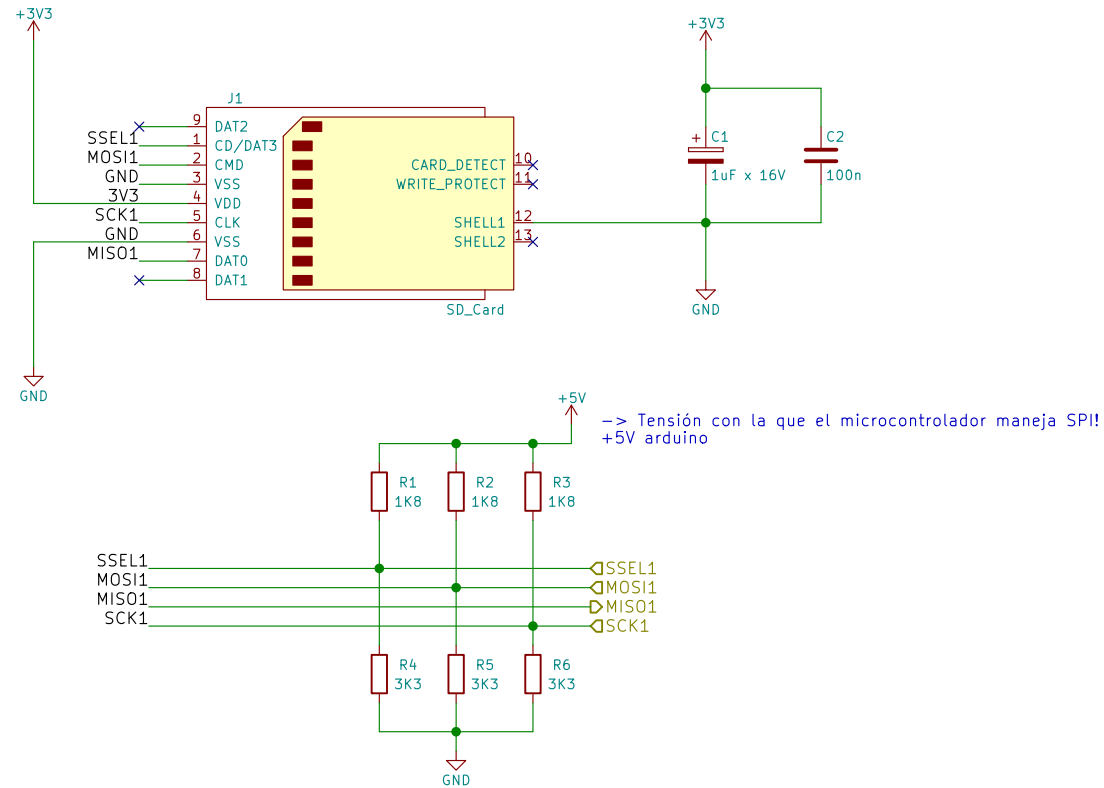 +3V3
+3V3
J1
9 DAT2
SSEL1 1 CD/DAT3
MOSI1 2 CMD
GND 3 VSS
3V3 4 VDD
SCK1 5 CLK
GND 6 VSS
MISO1 7 DAT0
8 DAT1
CARD_DETECT 10
WRITE_PROTECT 11
SHELL1 12
SHELL2 13
SD_Card
+ C1
1uF x 16V
C2
100n
GND
GND
+5V
-> Tensión con la que el microcontrolador maneja SPI!
+5V arduino
R1
1K8
R2
1K8
R3
1K8
SSEL1 SSEL1
MOSI1 MOSI1
MISO1 MISO1
SCK1 SCK1
R4
3K3
R5
3K3
R6
3K3
GND